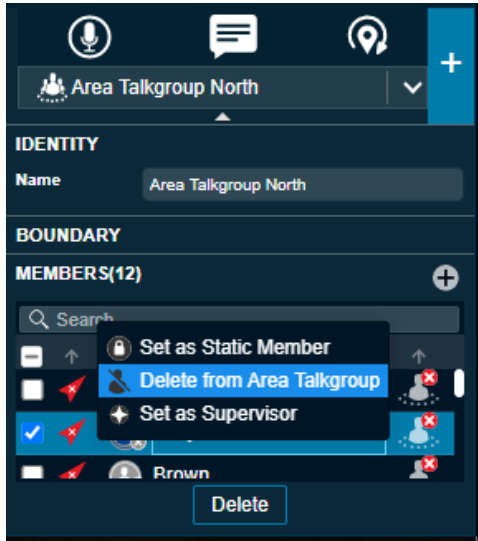 +
Area Talkgroup North
IDENTITY
Name Area Talkgroup North
BOUNDARY
MEMBERS(12)
Search
Set as Static Member
Delete from Area Talkgroup
Set as Supervisor
Brown
Delete